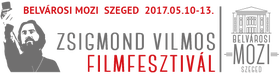 BELVÁROSI MOZI SZEGED 2017.05.10-13.
ZSIGMOND VILMOS
FILMFESZTIVÁL
BELVÁROSI
MOZI
SZEGED